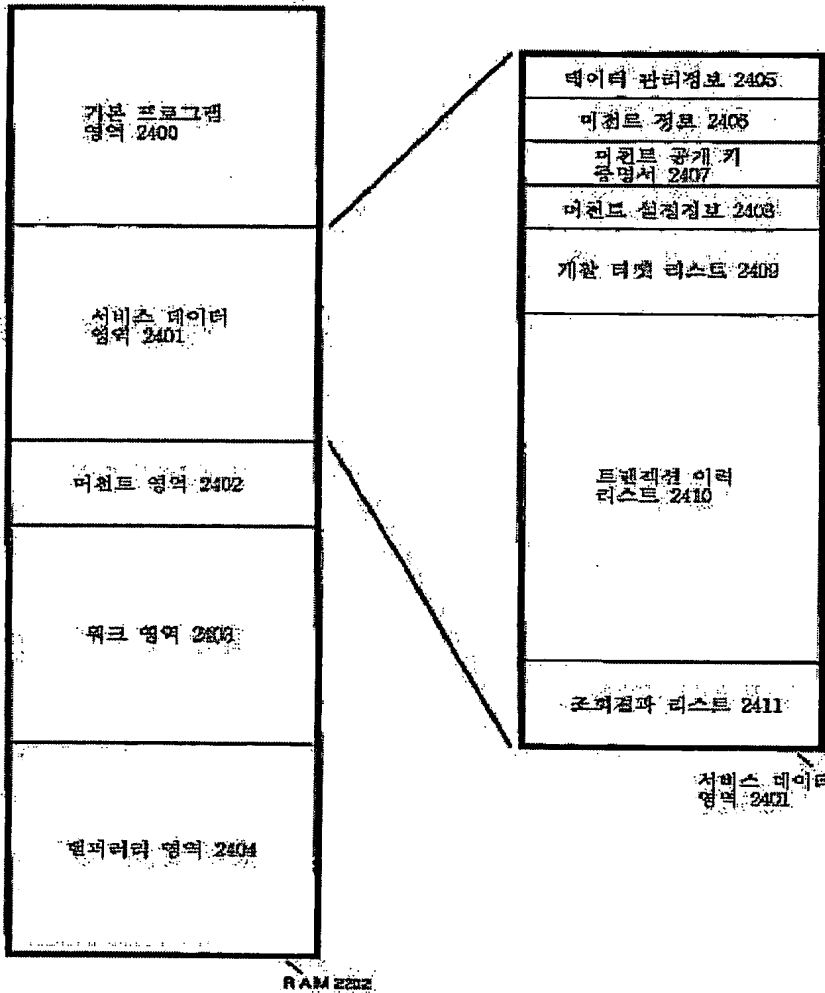 기본 프로그램
영역 2400
서비스 데이터
영역 2401
머천트 영역 2402
워크 영역 2403
템퍼러리 영역 2404
RAM 2202
데이터 관리정보 2405
머천트 정보 2406
머천트 공개 키
증명서 2407
머천트 설정정보 2408
개찰 티켓 리스트 2409
트랜잭션 이력
리스트 2410
조회결과 리스트 2411
서비스 데이터
영역 2401